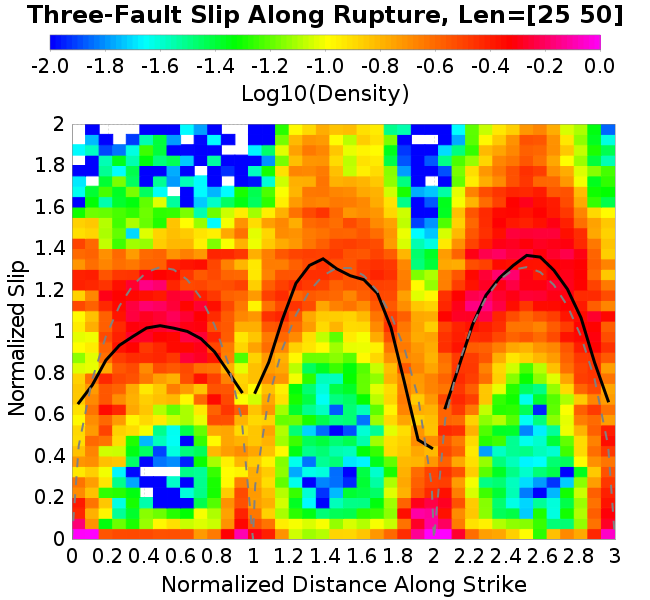 Three-Fault Slip Along Rupture, Len=[25 50]
-2.0 -1.8 -1.6 -1.4 -1.2 -1.0 -0.8 -0.6 -0.4 -0.2 0.0
Log10(Density)
2
1.8
1.6
1.4
1.2
1
0.8
0.6
0.4
0.2
0
Normalized Slip
0 0.2 0.4 0.6 0.8 1 1.2 1.4 1.6 1.8 2 2.2 2.4 2.6 2.8 3
Normalized Distance Along Strike